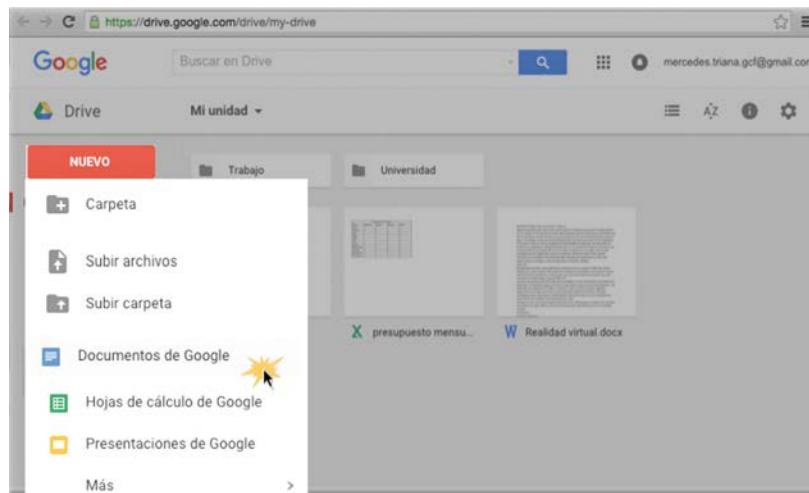 https://drive.google.com/drive/my-drive
Google
Buscar en Drive
mercedes.triana.gcf@gmail.com
Drive
Mi unidad
AZ
NUEVO
Trabajo
Universidad
Carpeta
Subir archivos
Subir carpeta
presupuesto mensu...
W Realidad virtual.docx
Documentos de Google
Hojas de cálculo de Google
Presentaciones de Google
Más